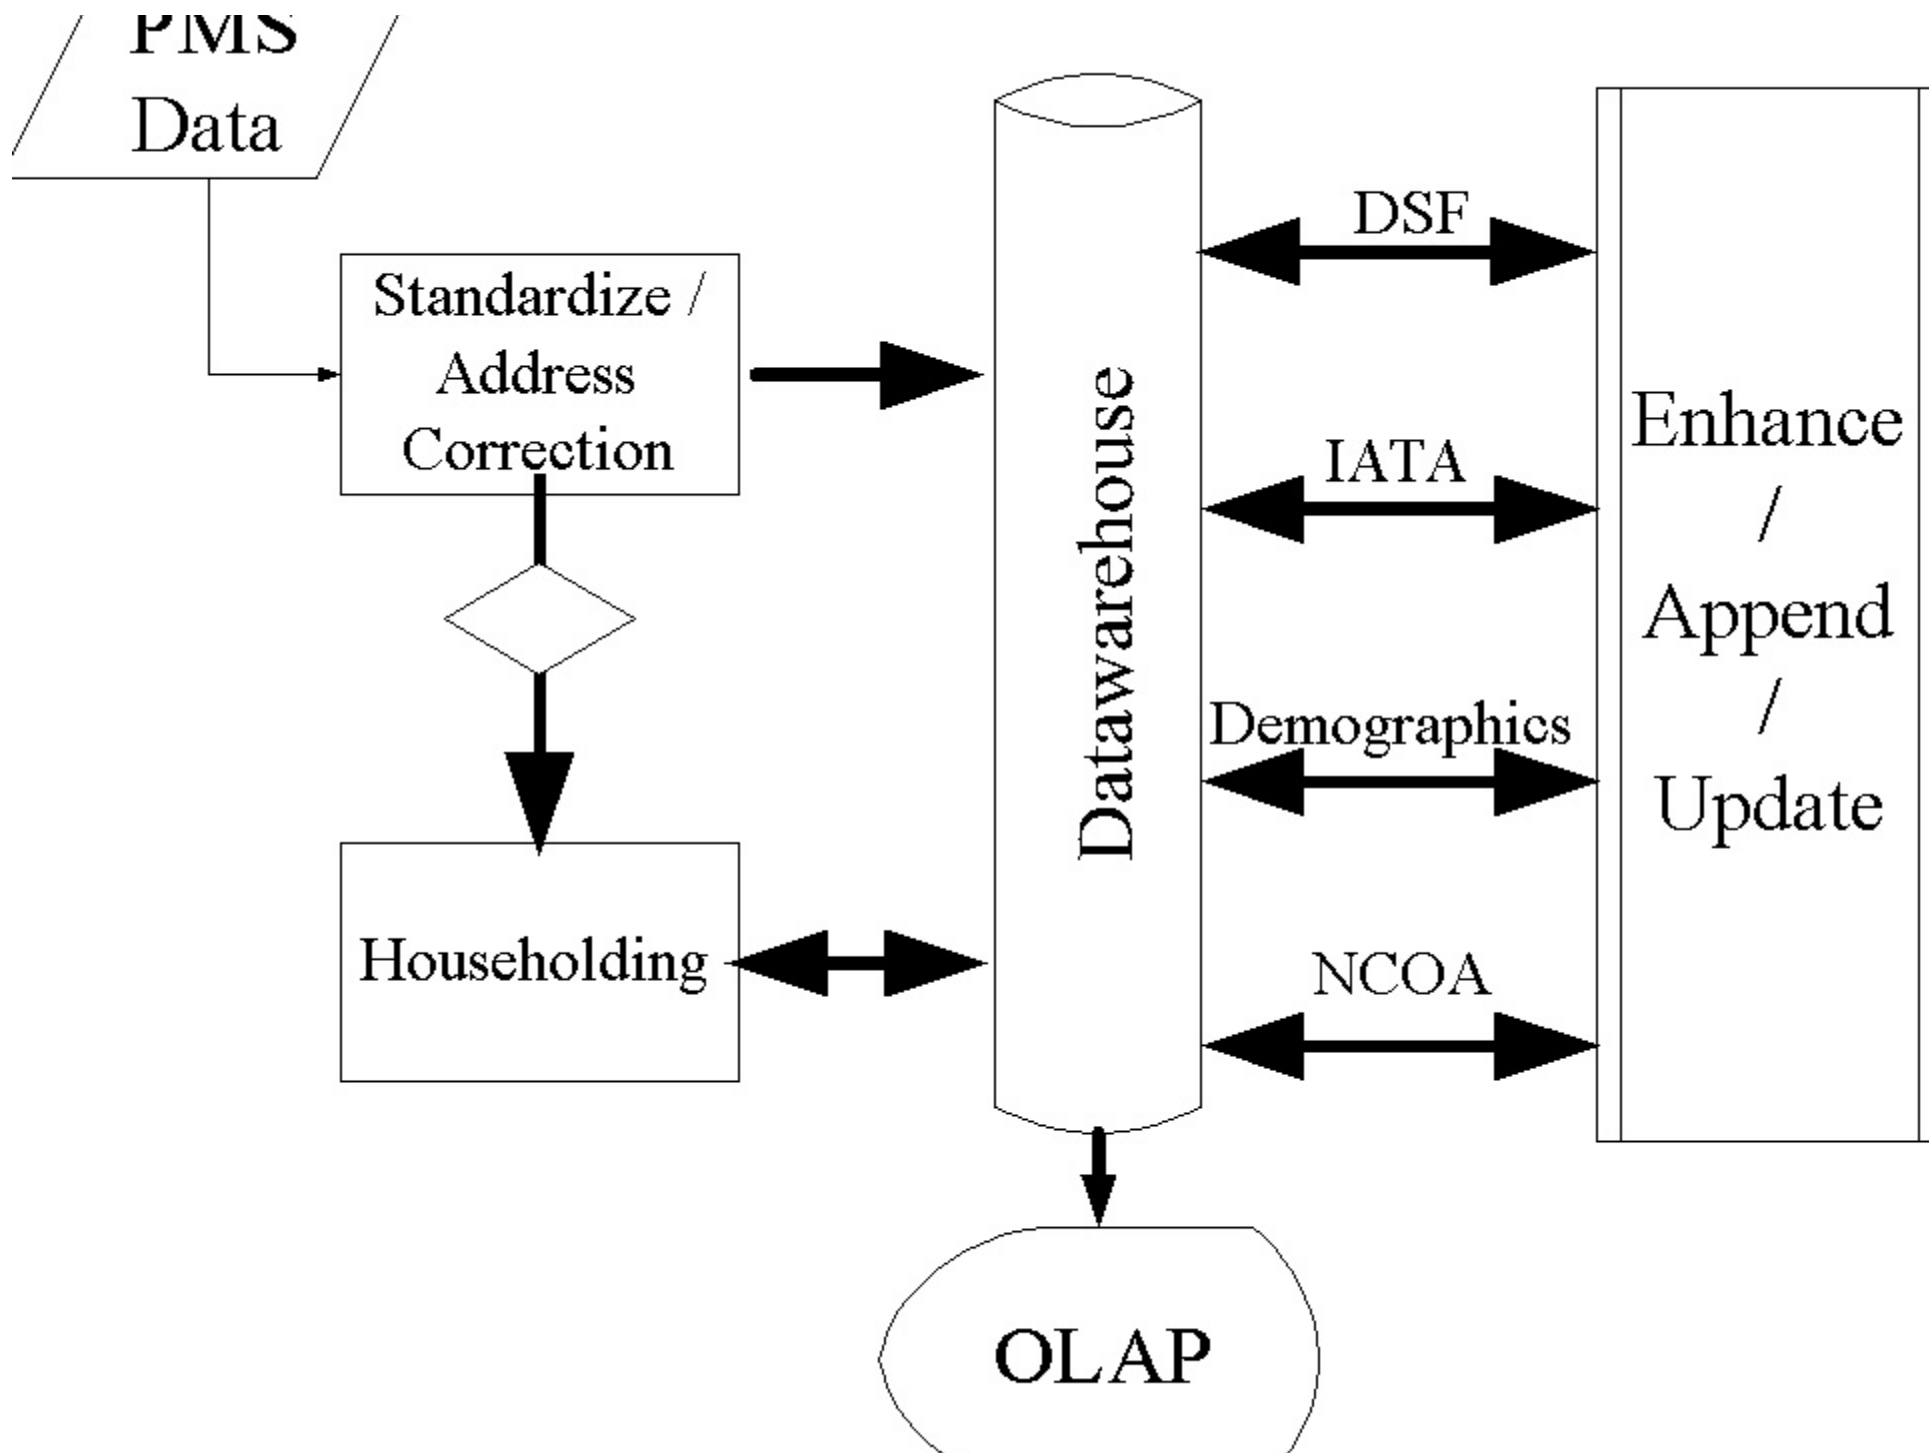 PMS
Data
Standardize /
Address
Correction
Householding
Datawarehouse
DSF
IATA
Demographics
NCOA
Enhance
/
Append
/
Update
OLAP